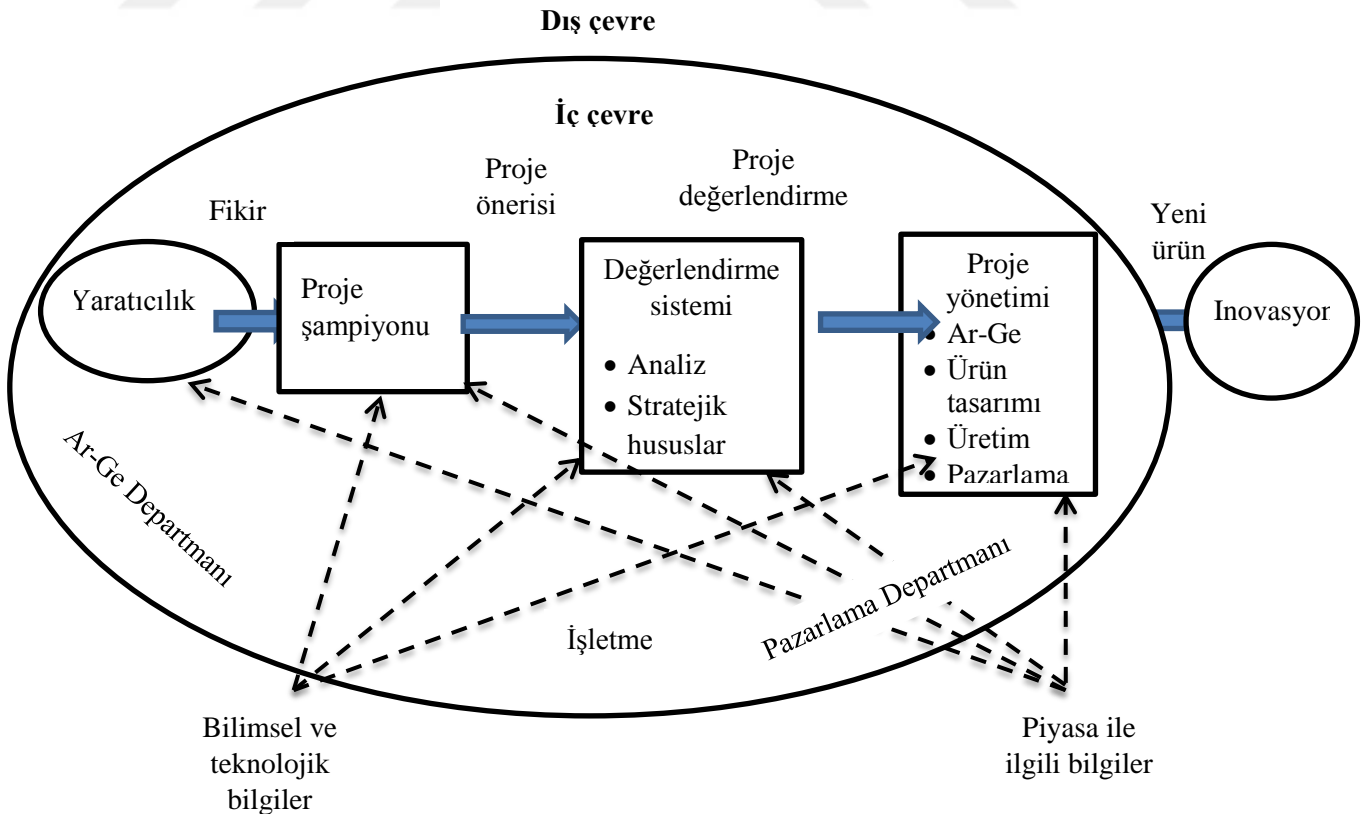 Dış çevre
İç çevre
Fikir
Proje
önerisi
Proje
değerlendirme
Yeni
ürün
Yaratıcılık
Proje
şampiyonu
Değerlendirme
sistemi
• Analiz
• Stratejik
hususlar
Proje
yönetimi
• Ar-Ge
• Ürün
tasarımı
• Üretim
• Pazarlama
Inovasyon
Ar-Ge Departmanı
İşletme
Pazarlama Departmanı
Bilimsel ve
teknolojik
bilgiler
Piyasa ile
ilgili bilgiler